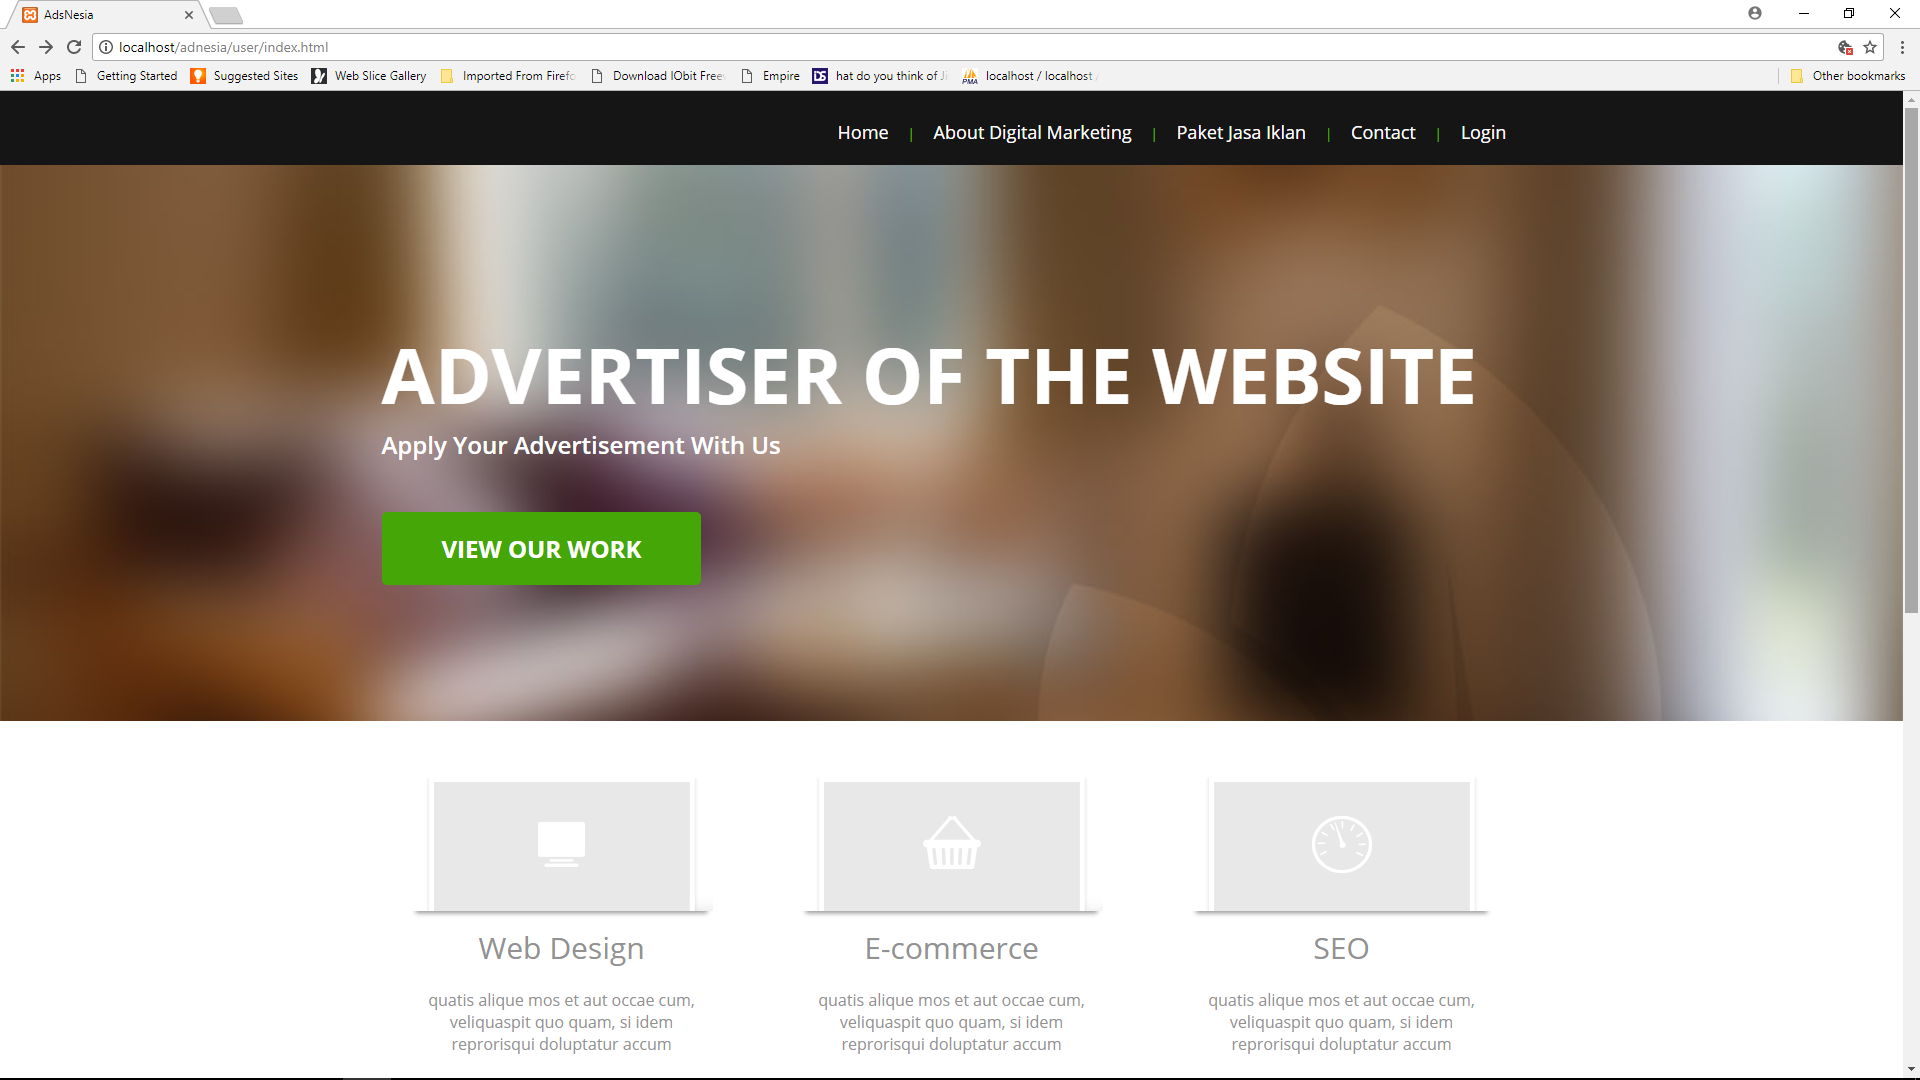 AdsNesia
localhost/adnesia/user/index.html
Apps Getting Started Suggested Sites Web Slice Gallery Imported From Firefo Download IObit Free Empire hat do you think of Ji localhost / localhost Other bookmarks
Home | About Digital Marketing | Paket Jasa Iklan | Contact | Login
ADVERTISER OF THE WEBSITE
Apply Your Advertisement With Us
VIEW OUR WORK
Web Design
quatis alique mos et aut occae cum,
veliquaspit quo quam, si idem
reprorisqui doluptatur accum
E-commerce
quatis alique mos et aut occae cum,
veliquaspit quo quam, si idem
reprorisqui doluptatur accum
SEO
quatis alique mos et aut occae cum,
veliquaspit quo quam, si idem
reprorisqui doluptatur accum